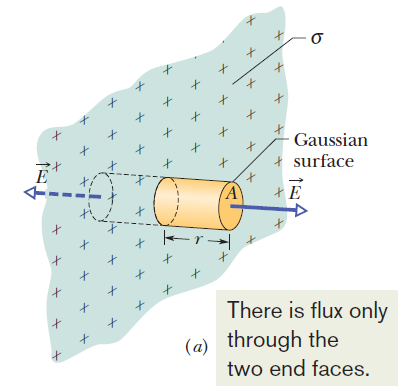 σ
Gaussian
surface
E
A
E
r
(a)
There is flux only
through the
two end faces.